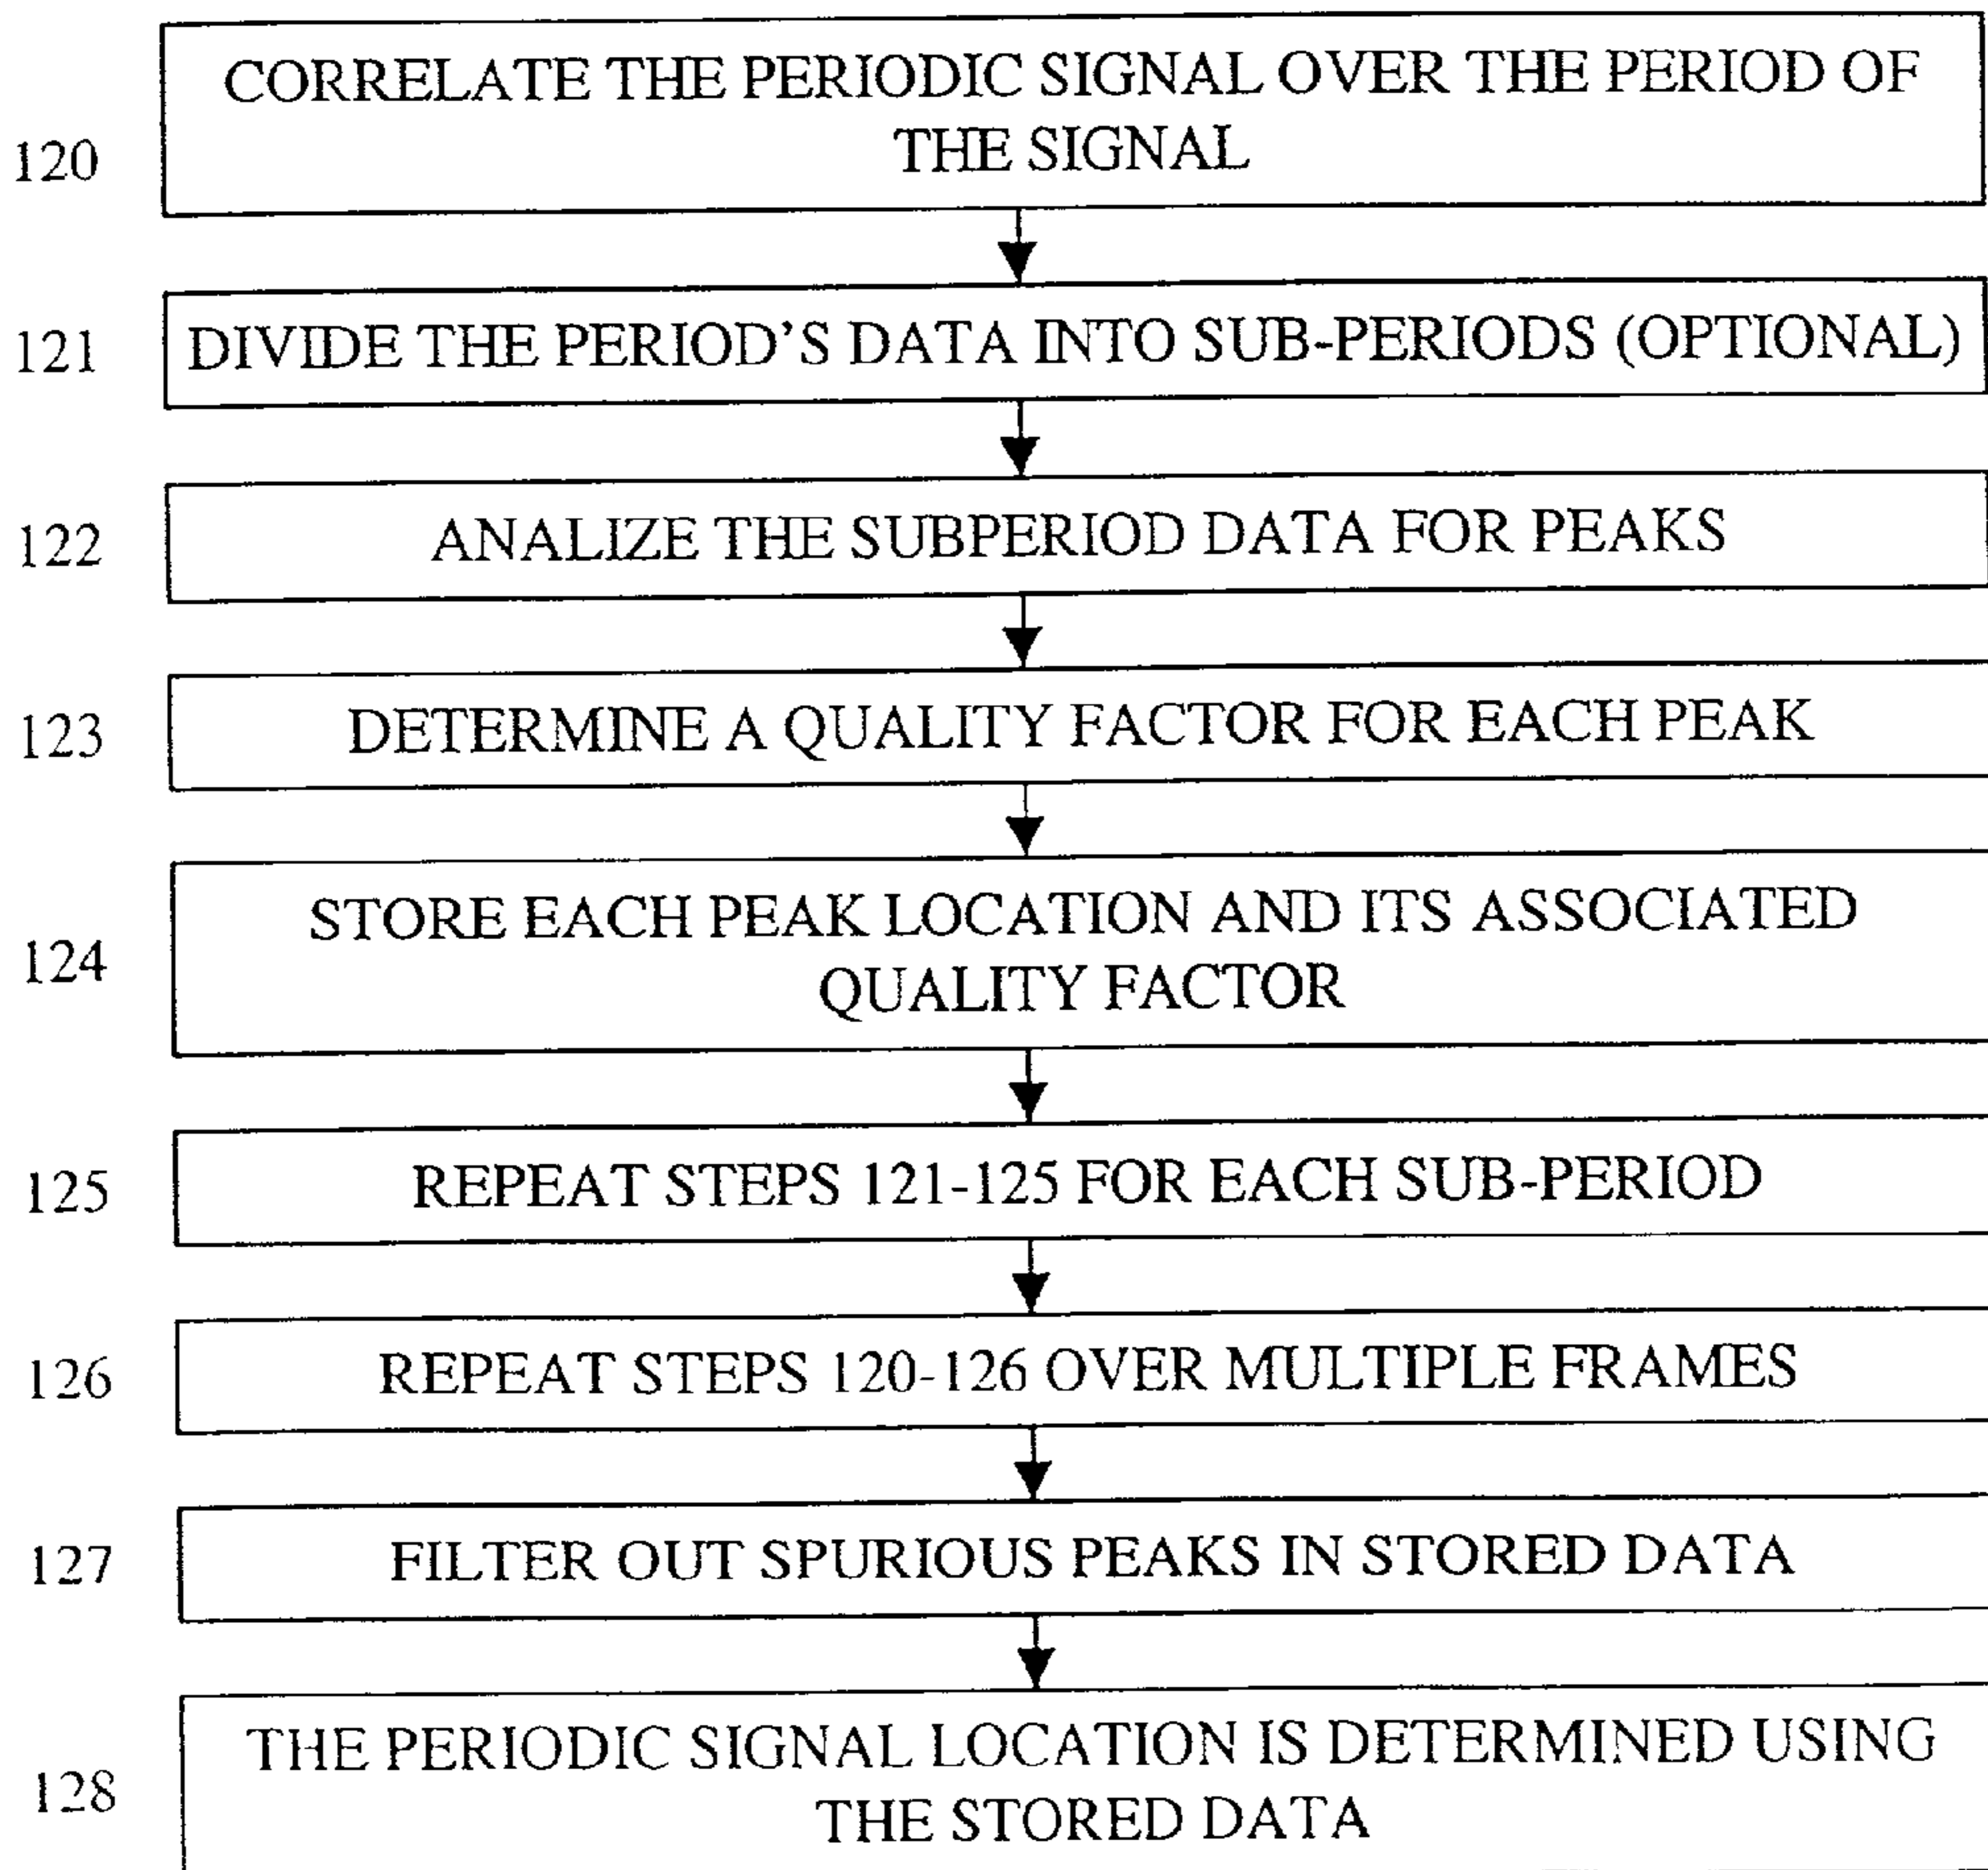 CORRELATE THE PERIODIC SIGNAL OVER THE PERIOD OF
THE SIGNAL
120
121
DIVIDE THE PERIOD'S DATA INTO SUB-PERIODS (OPTIONAL)
122
ANALIZE THE SUBPERIOD DATA FOR PEAKS
123
DETERMINE A QUALITY FACTOR FOR EACH PEAK
STORE EACH PEAK LOCATION AND ITS ASSOCIATED
124
QUALITY FACTOR
125
REPEAT STEPS 121-125 FOR EACH SUB-PERIOD
126
REPEAT STEPS 120-126 OVER MULTIPLE FRAMES
127
FILTER OUT SPURIOUS PEAKS IN STORED DATA
THE PERIODIC SIGNAL LOCATION IS DETERMINED USING
128
THE STORED DATA